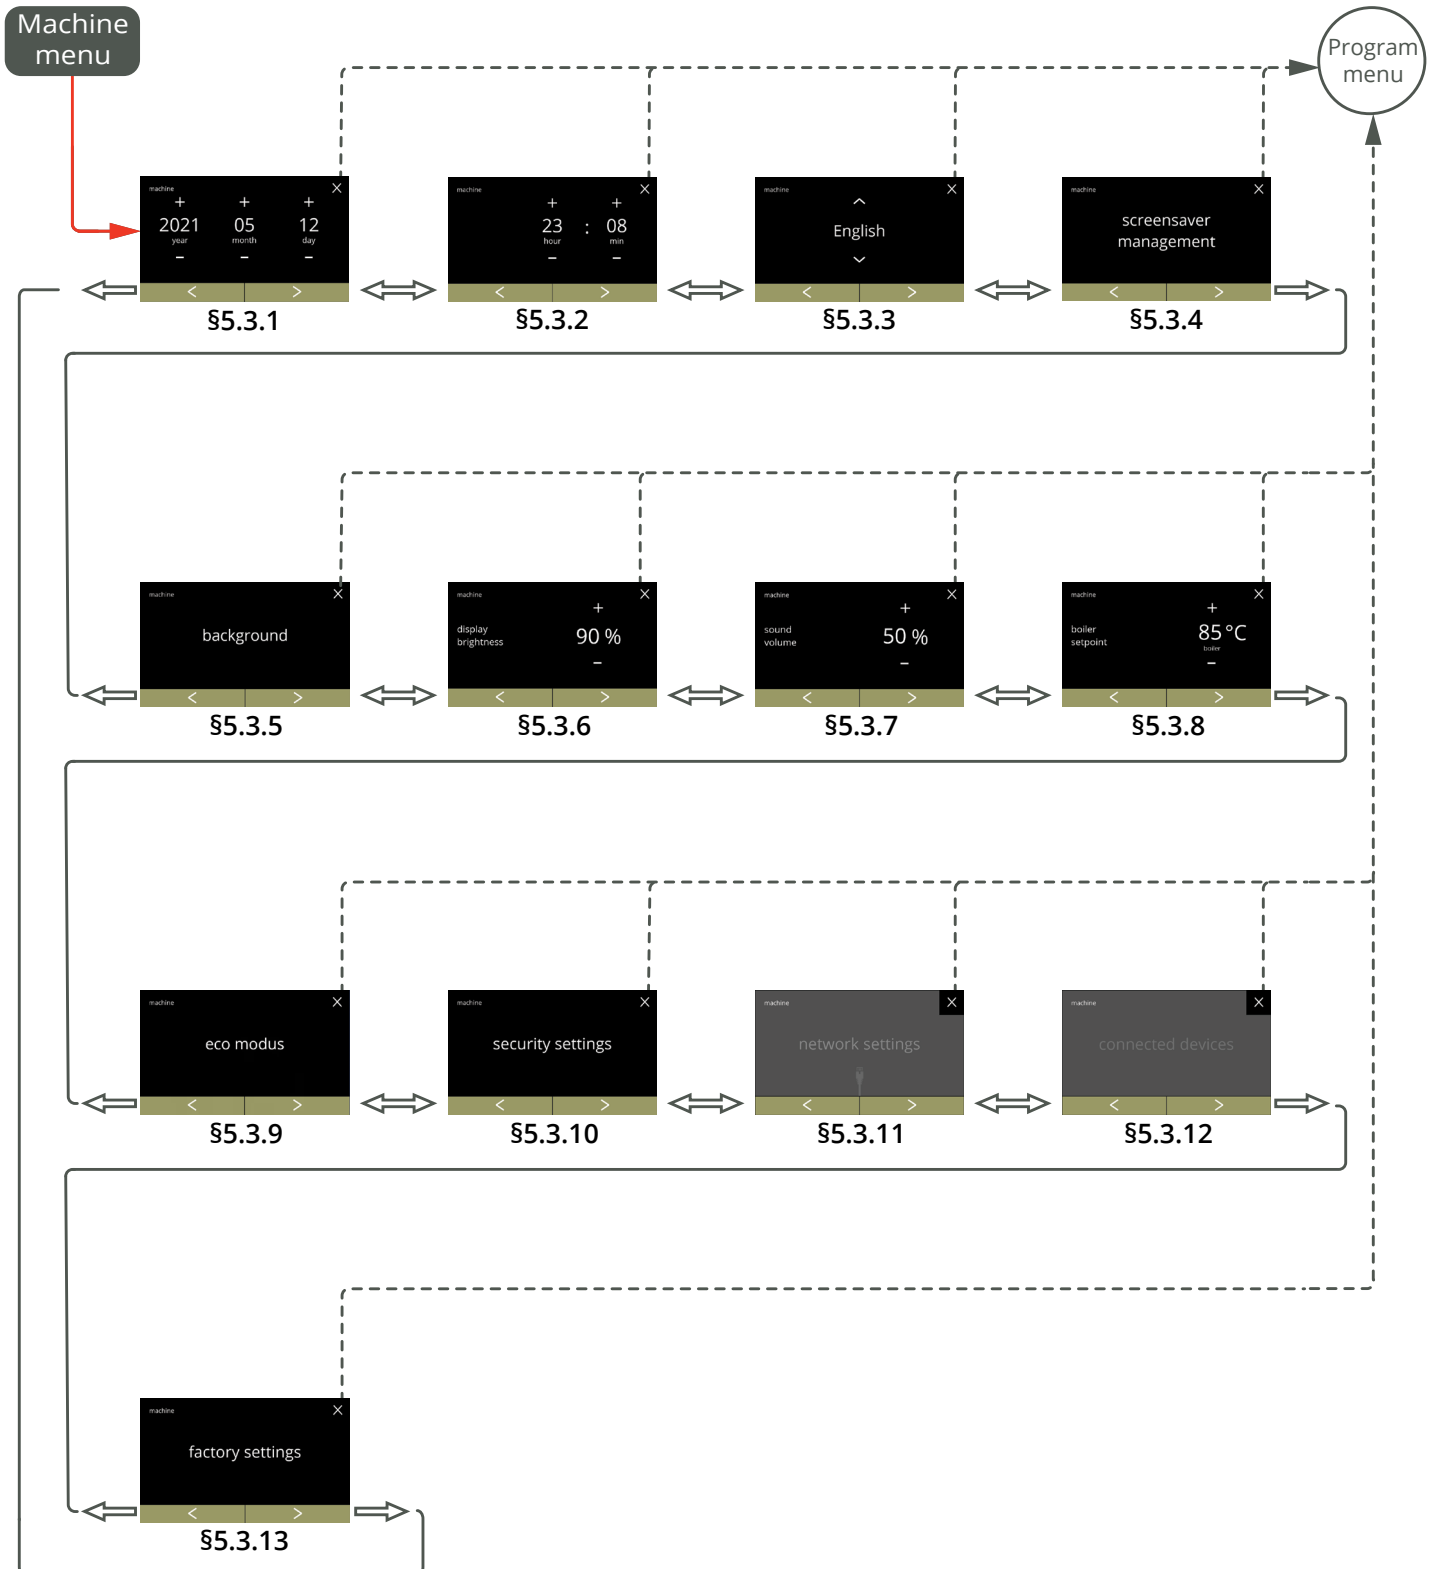 Machine
menu
Program
menu
machine
X
+ + +
2021 05 12
year month day
− − −
< >
§5.3.1
machine
X
+ +
23 : 08
hour min
− −
< >
§5.3.2
machine
X
English
< >
§5.3.3
machine
X
screensaver
management
< >
§5.3.4
machine
X
background
< >
§5.3.5
machine
X
+
display
brightness
90 %
−
< >
§5.3.6
machine
X
+
sound
volume
50 %
−
< >
§5.3.7
machine
X
+
boiler
setpoint
85 °C
boiler
−
< >
§5.3.8
machine
X
eco modus
< >
§5.3.9
machine
X
security settings
< >
§5.3.10
machine
X
network settings
< >
§5.3.11
machine
X
connected devices
< >
§5.3.12
machine
X
factory settings
< >
§5.3.13